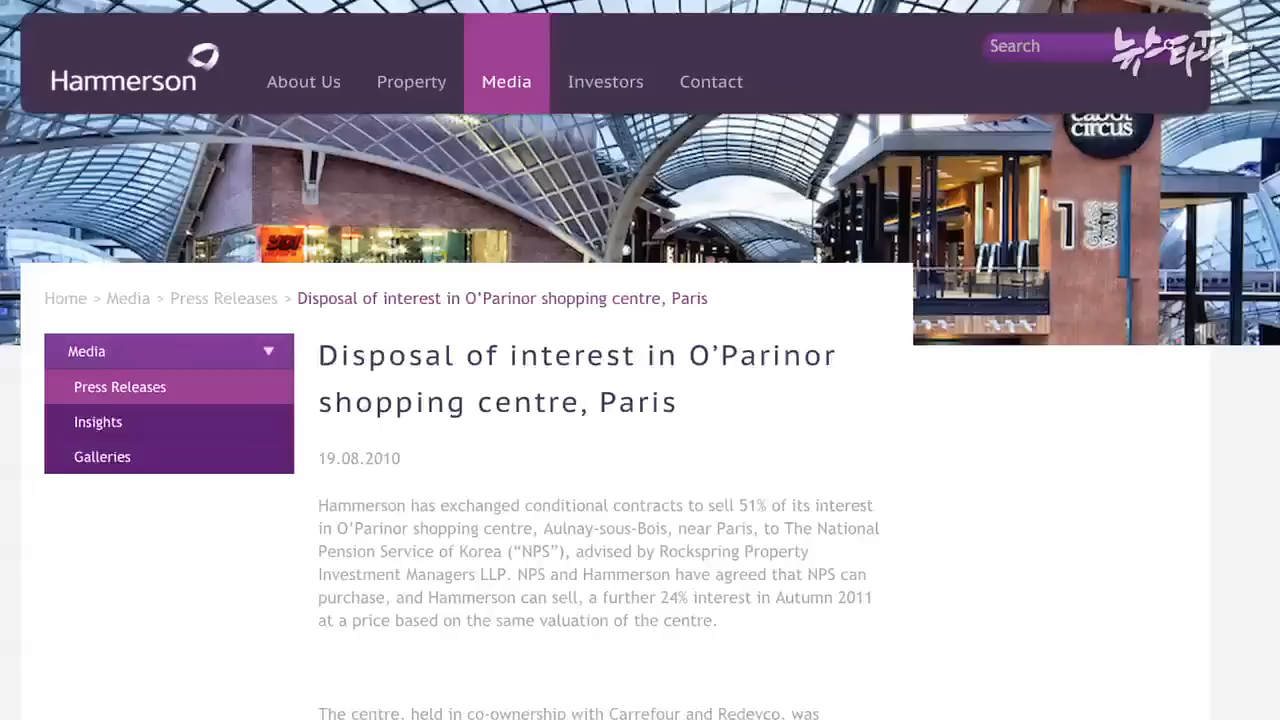 Hammerson
About Us
Property
Media
Investors
Contact
Search
뉴스타파
cabot
circus
1
GLASS
WALK
Home > Media > Press Releases > Disposal of interest in O’Parinor shopping centre, Paris
Media
Press Releases
Insights
Galleries
Disposal of interest in O’Parinor
shopping centre, Paris
19.08.2010
Hammerson has exchanged conditional contracts to sell 51% of its interest
in O’Parinor shopping centre, Aulnay-sous-Bois, near Paris, to The National
Pension Service of Korea (“NPS”), advised by Rockspring Property
Investment Managers LLP. NPS and Hammerson have agreed that NPS can
purchase, and Hammerson can sell, a further 24% interest in Autumn 2011
at a price based on the same valuation of the centre.
The centre, held in co-ownership with Carrefour and Redevco, was